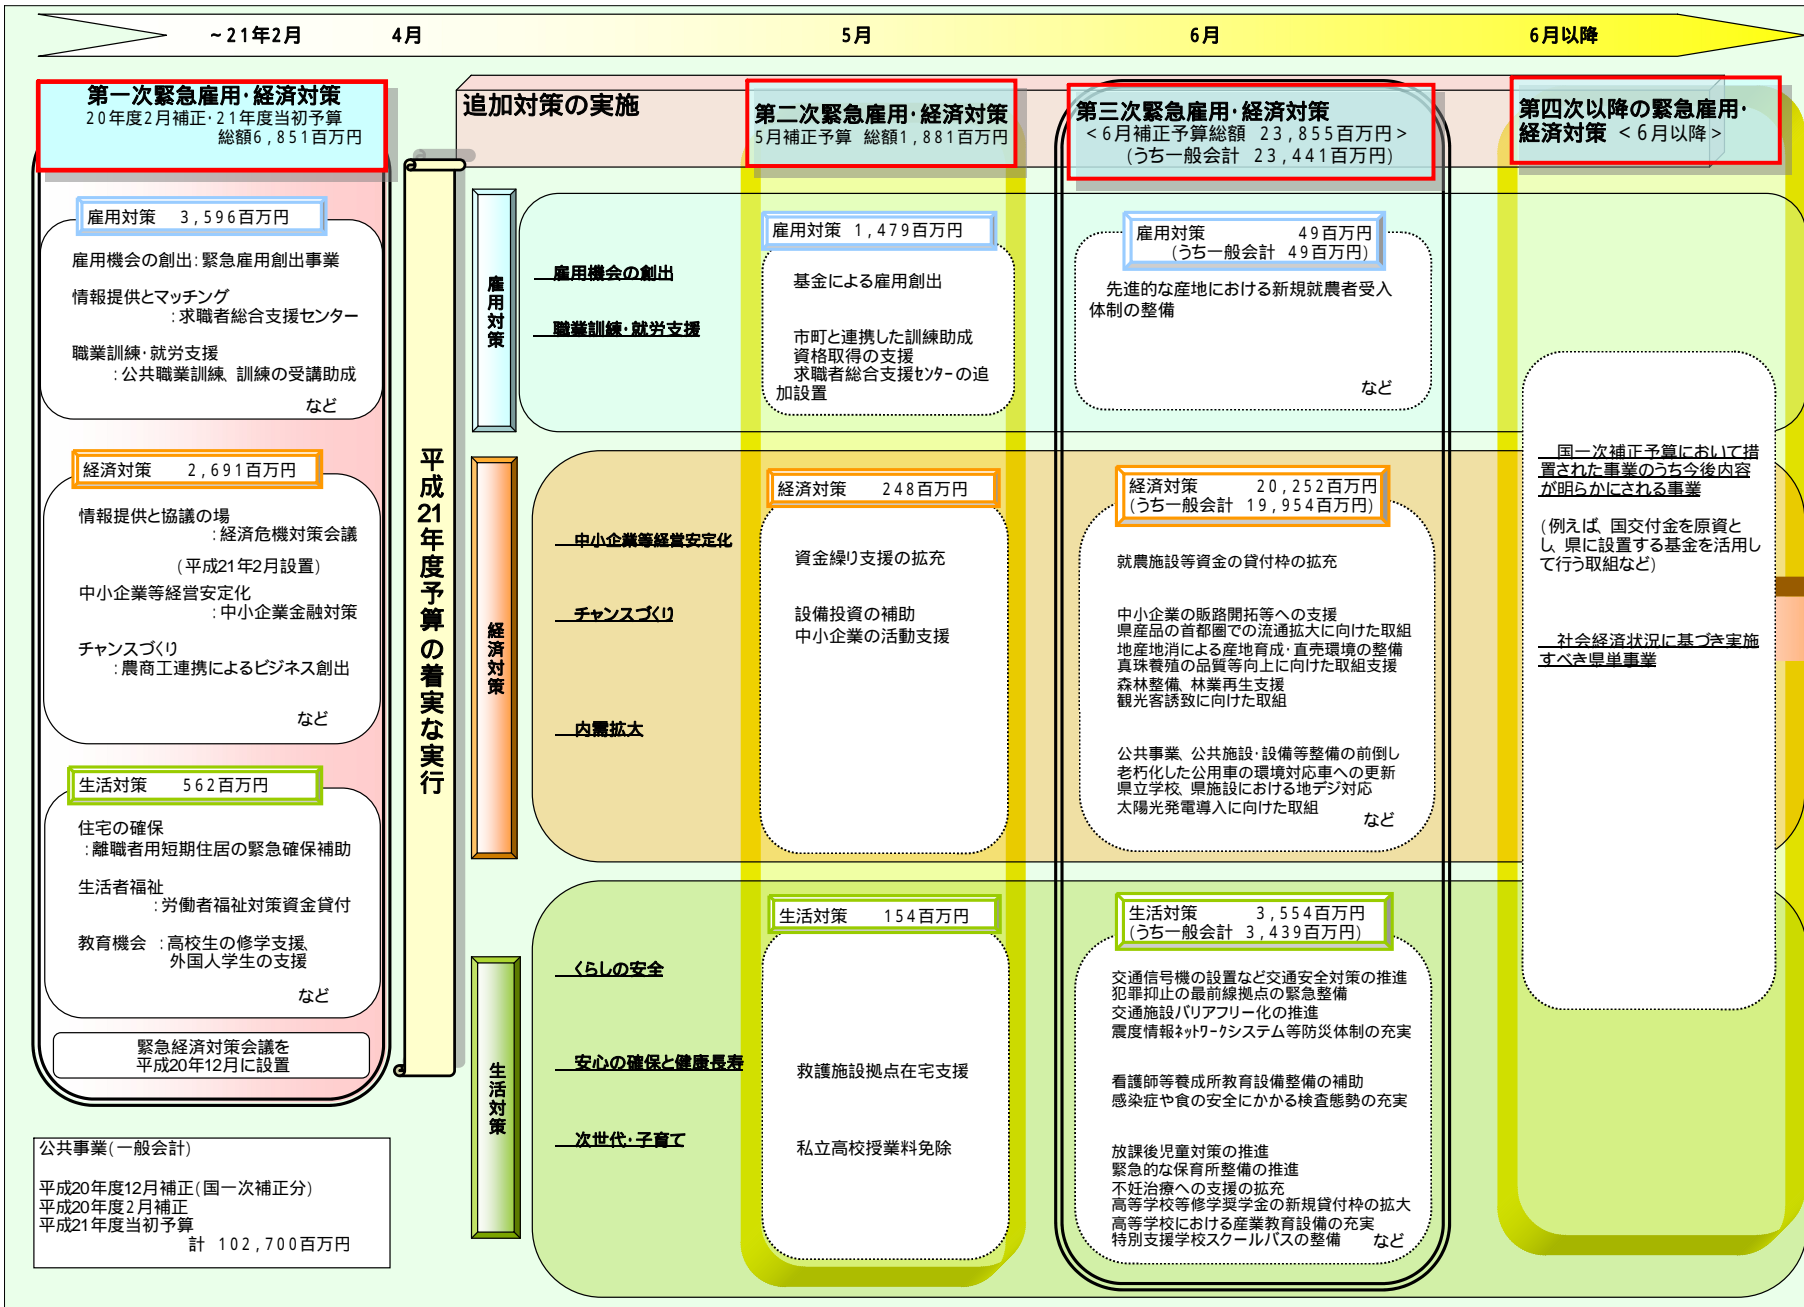 ~21年2月
4月
5月
6月
6月以降
第一次緊急雇用・経済対策
20年度2月補正・21年度当初予算
総額6,851百万円
雇用対策 3,596百万円
雇用機会の創出:緊急雇用創出事業
情報提供とマッチング
:求職者総合支援センター
職業訓練・就労支援
:公共職業訓練、訓練の受講助成
など
経済対策 2,691百万円
情報提供と協議の場
:経済危機対策会議
(平成21年2月設置)
中小企業等経営安定化
:中小企業金融対策
チャンスづくり
:農商工連携によるビジネス創出
など
生活対策 562百万円
住宅の確保
:離職者用短期住居の緊急確保補助
生活者福祉
:労働者福祉対策資金貸付
教育機会 :高校生の修学支援、
外国人学生の支援
など
緊急経済対策会議を
平成20年12月に設置
公共事業(一般会計)
平成20年度12月補正(国一次補正分)
平成20年度2月補正
平成21年度当初予算
計 102,700百万円
平成21年度予算の着実な実行
追加対策の実施
雇用対策
雇用機会の創出
職業訓練・就労支援
経済対策
中小企業等経営安定化
チャンスづくり
内需拡大
生活対策
くらしの安全
安心の確保と健康長寿
次世代・子育て
第二次緊急雇用・経済対策
5月補正予算 総額1,881百万円
雇用対策 1,479百万円
基金による雇用創出
市町と連携した訓練助成
資格取得の支援
求職者総合支援センターの追
加設置
経済対策 248百万円
資金繰り支援の拡充
設備投資の補助
中小企業の活動支援
生活対策 154百万円
救護施設拠点在宅支援
私立高校授業料免除
第三次緊急雇用・経済対策
<6月補正予算総額 23,855百万円>
(うち一般会計 23,441百万円)
雇用対策 49百万円
(うち一般会計 49百万円)
先進的な産地における新規就農者受入
体制の整備
など
経済対策 20,252百万円
(うち一般会計 19,954百万円)
就農施設等資金の貸付枠の拡充
中小企業の販路開拓等への支援
県産品の首都圏での流通拡大に向けた取組
地産地消による産地育成・直売環境の整備
真珠養殖の品質等向上に向けた取組支援
森林整備、林業再生支援
観光客誘致に向けた取組
公共事業、公共施設・設備等整備の前倒し
老朽化した公用車の環境対応車への更新
県立学校、県施設における地デジ対応
太陽光発電導入に向けた取組
など
生活対策 3,554百万円
(うち一般会計 3,439百万円)
交通信号機の設置など交通安全対策の推進
犯罪抑止の最前線拠点の緊急整備
交通施設バリアフリー化の推進
震度情報ネットワークシステム等防災体制の充実
看護師等養成所教育設備整備の補助
感染症や食の安全にかかる検査態勢の充実
放課後児童対策の推進
緊急的な保育所整備の推進
不妊治療への支援の拡充
高等学校等修学奨学金の新規貸付枠の拡大
高等学校における産業教育設備の充実
特別支援学校スクールバスの整備 など
第四次以降の緊急雇用・
経済対策 <6月以降>
国一次補正予算において措
置された事業のうち今後内容
が明らかにされる事業
(例えば、国交付金を原資と
し、県に設置する基金を活用し
て行う取組など)
社会経済状況に基づき実施
すべき県単事業